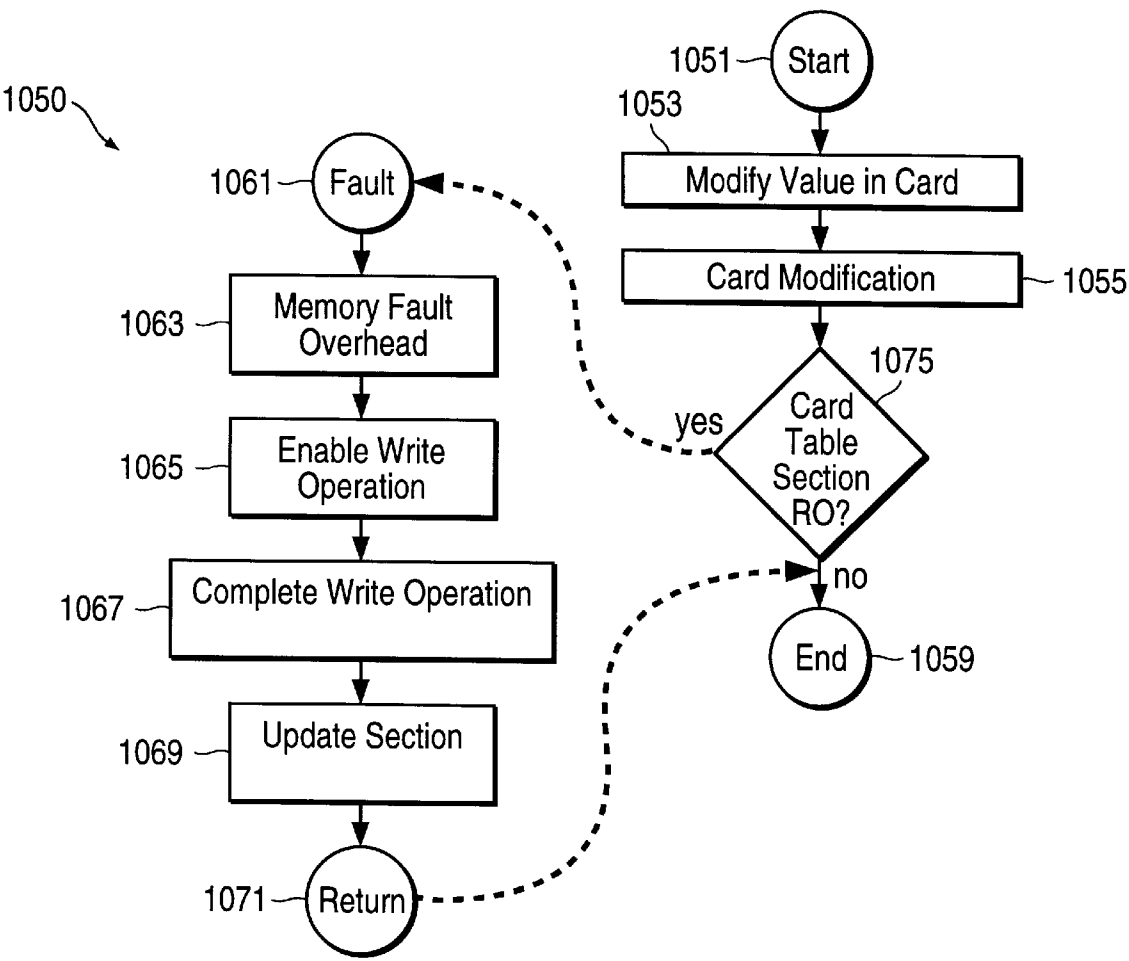 1050
1051
Start
1053
Modify Value in Card
Card Modification
1055
1075
Card
Table
Section
RO?
yes
no
End
1059
1061
Fault
1063
Memory Fault
Overhead
1065
Enable Write
Operation
1067
Complete Write Operation
1069
Update Section
1071
Return